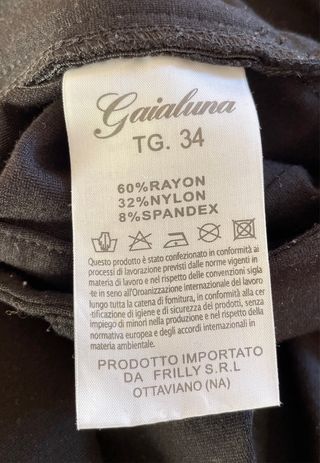 Gaialuna
TG. 34
60%RAYON
32%NYLON
8%SPANDEX
Questo prodotto è stato confezionato in conformità ai
processi di lavorazione previsti dalle norme vigenti in
materia di lavoro e nel rispetto delle convenzioni sigla
-te in seno all'Oraganizzazione internazionale del lavoro
lungo tutta la catena di fornitura, in conformità alla cer
-tificazione di igiene e di sicurezza dei prodotti, senza
impiego di minori nella produzione e nel rispetto della
normativa europea e degli accordi internazionali in
materia ambientale.
PRODOTTO IMPORTATO
DA FRILLY S.R.L
OTTAVIANO (NA)